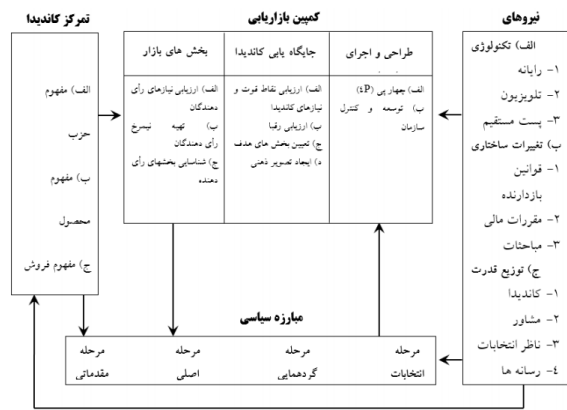 نیروهای
الف) تکنولوژی
۱- رایانه
۲- تلویزیون
۳- پست مستقیم
ب) تغییرات ساختاری
۱- قوانین
بازدارنده
۲- مقررات مالی
۳- مباحثات
ج) توزیع قدرت
۱- کاندیدا
۲- مشاور
۳- ناظر انتخابات
٤- رسانه ها
کمپین بازاریابی
طراحی و اجرای
الف) چهار پی (٤P)
ب) توسعه و کنترل
سازمان
جایگاه یابی کاندیدا
الف) ارزیابی نقاط قوت و
نیازهای کاندیدا
ب) ارزیابی رقبا
ج) تعیین بخش های هدف
د) ایجاد تصویر ذهنی
بخش های بازار
الف) ارزیابی نیازهای رأی
دهندگان
ب) تهیه نیمرخ
رأی دهندگان
ج) شناسایی بخشهای رأی
دهنده
تمرکز کاندیدا
الف) مفهوم
حزب
ب) مفهوم
محصول
ج) مفهوم فروش
مبارزه سیاسی
مرحله
انتخابات
مرحله
گردهمایی
مرحله
اصلی
مرحله
مقدماتی